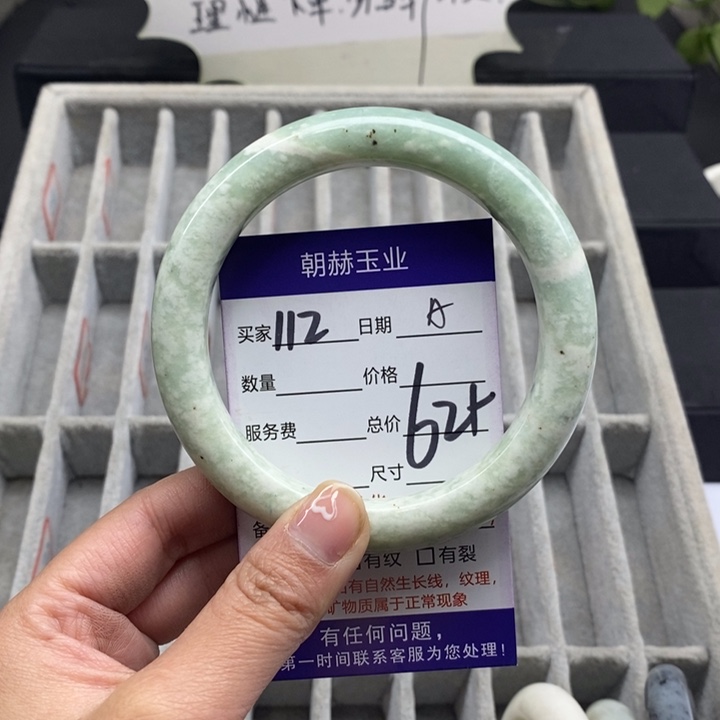 朝赫玉业
买家 112 日期 A
数量 价格
服务费 总价 62+
尺寸
备
有纹 □有裂
有自然生长线，纹理，
矿物质属于正常现象
有任何问题，
第一时间联系客服为您处理！